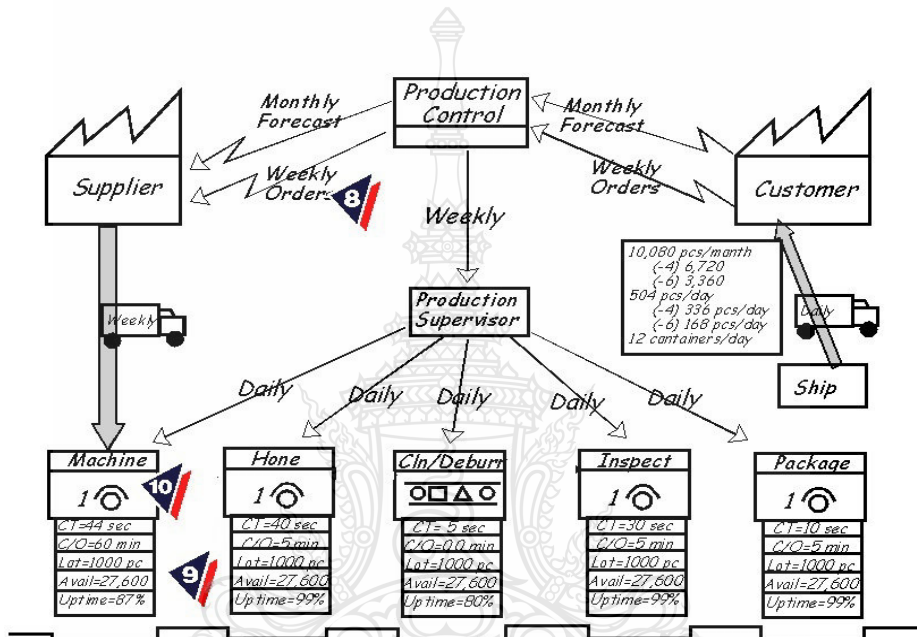 Production
Control
Monthly
Forecast
Monthly
Forecast
Weekly
Orders
Weekly
Orders
Supplier
8
Weekly
Customer
10,080 pcs/month
(-4) 6,720
(-6) 3,360
504 pcs/day
(-4) 336 pcs/day
(-6) 168 pcs/day
12 cantainers/day
Production
Supervisor
Weekly
Daily
Ship
Daily
Daily
Daily
Daily
Daily
Machine
1
10
CT=44 sec
C/O=60 min
Lot=1000 pc
Avail=27,600
Uptime=87%
9
Hone
1
CT=40 sec
C/O=5 min
Lot=1000 pc
Avail=27,600
Uptime=99%
Cln/Deburr
CT= 5 sec
C/O=0.0 min
Lot=1000 pc
Avail=27,600
Uptime=80%
Inspect
1
CT=30 sec
C/O=5 min
Lot=1000 pc
Avail=27,600
Uptime=99%
Package
1
CT=10 sec
C/O=5 min
Lot=1000 pc
Avail=27,600
Uptime=99%